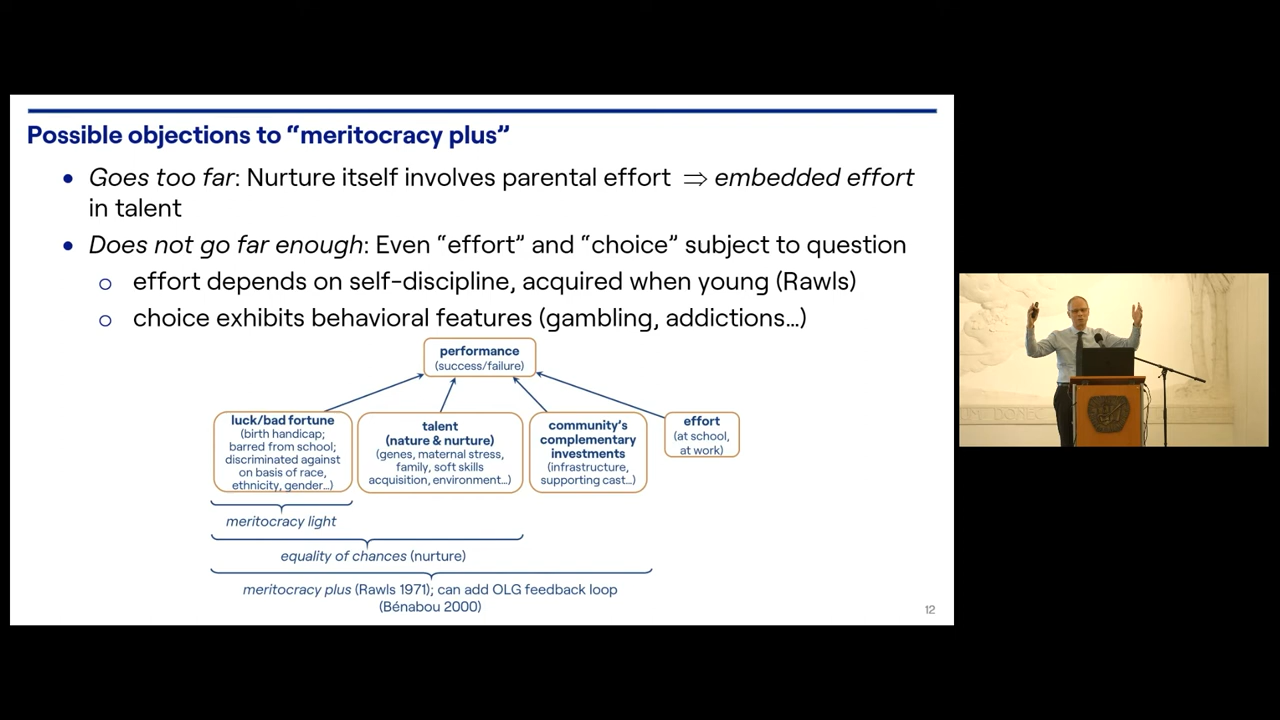 Possible objections to “meritocracy plus”
• Goes too far: Nurture itself involves parental effort ⇒ embedded effort
in talent
• Does not go far enough: Even “effort” and “choice” subject to question
o effort depends on self-discipline, acquired when young (Rawls)
o choice exhibits behavioral features (gambling, addictions…)
performance
(success/failure)
luck/bad fortune
(birth handicap;
barred from school;
discriminated against
on basis of race,
ethnicity, gender…)
talent
(nature & nurture)
(genes, maternal stress,
family, soft skills
acquisition, environment…)
community’s
complementary
investments
(infrastructure,
supporting cast…)
effort
(at school,
at work)
meritocracy light
equality of chances (nurture)
meritocracy plus (Rawls 1971); can add OLG feedback loop
(Bénabou 2000)
12